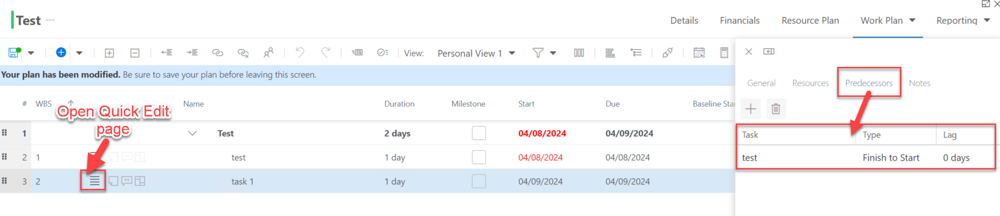 Test
Details Financials Resource Plan Work Plan Reporting
View: Personal View 1
Your plan has been modified. Be sure to save your plan before leaving this screen.
General Resources Predecessors Notes
# WBS Name Duration Milestone Start Due Baseline Star
Open Quick Edit
page
1 Test 2 days 04/08/2024 04/09/2024
2 1 test 1 day 04/08/2024 04/08/2024
3 2 task 1 1 day 04/09/2024 04/09/2024
Task Type Lag
test Finish to Start 0 days